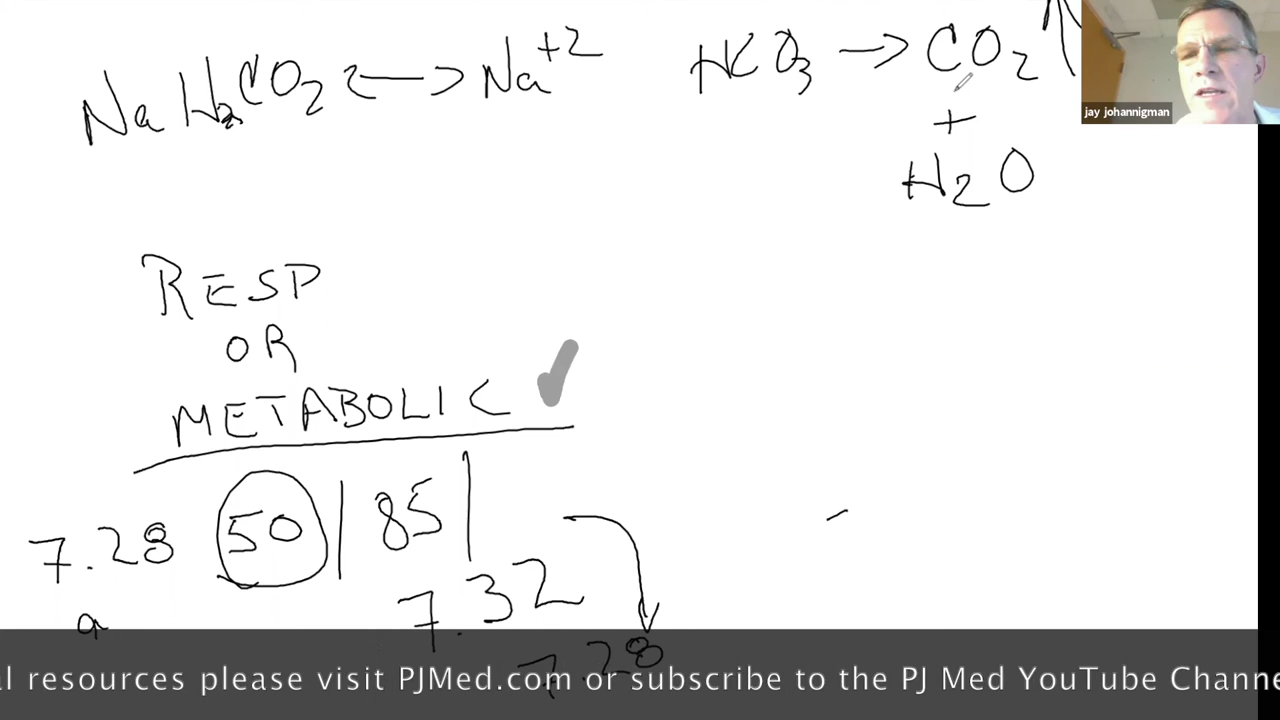 NaH₂CO₂ ⟷ Na⁺² HCO₃ → CO₂ ↑
+
H₂O
jay johannigman
RESP
OR
METABOLIC ✓
7.28 50 | 85 |
7.32
a
7.28
al resources please visit PJMed.com or subscribe to the PJ Med YouTube Channe